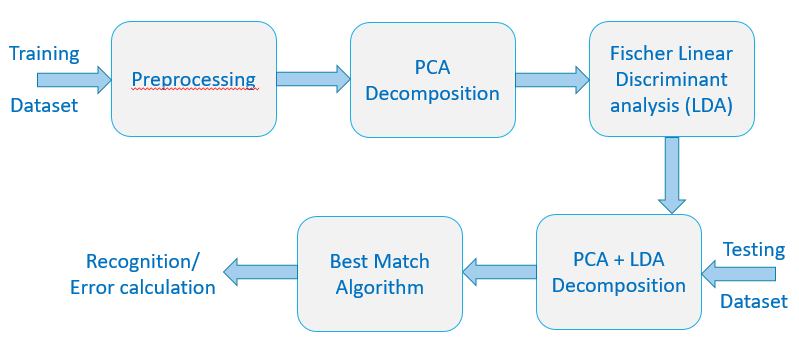 Training
Dataset
Preprocessing
PCA
Decomposition
Fischer Linear
Discriminant
analysis (LDA)
Testing
Dataset
PCA + LDA
Decomposition
Best Match
Algorithm
Recognition/
Error calculation